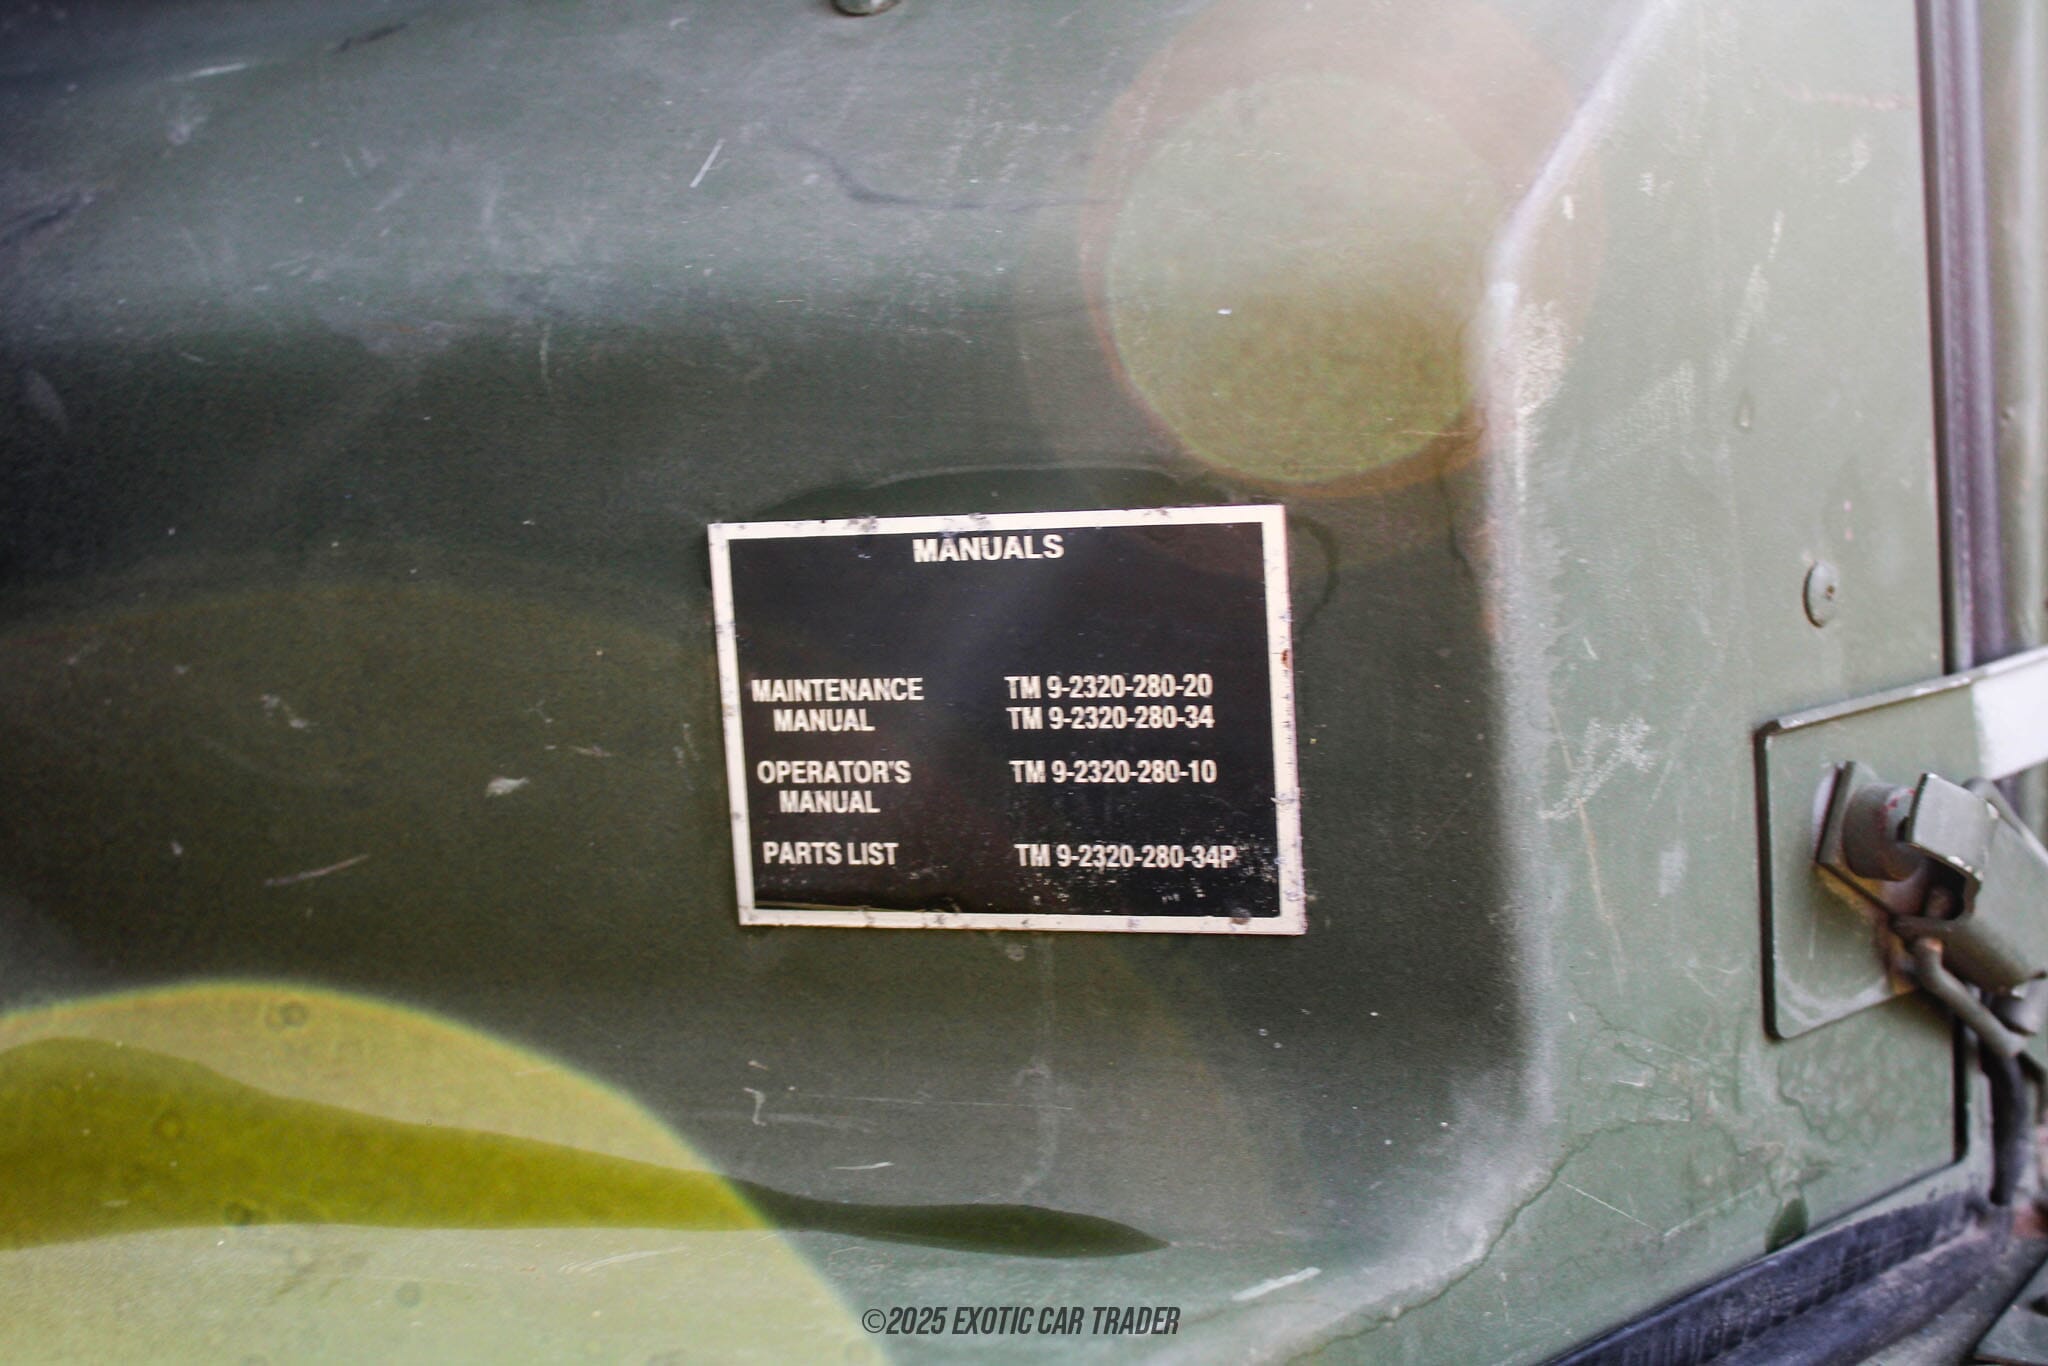 MANUALS
MAINTENANCE TM 9-2320-280-20
MANUAL TM 9-2320-280-34
OPERATOR'S TM 9-2320-280-10
MANUAL
PARTS LIST TM 9-2320-280-34P
©2025 EXOTIC CAR TRADER